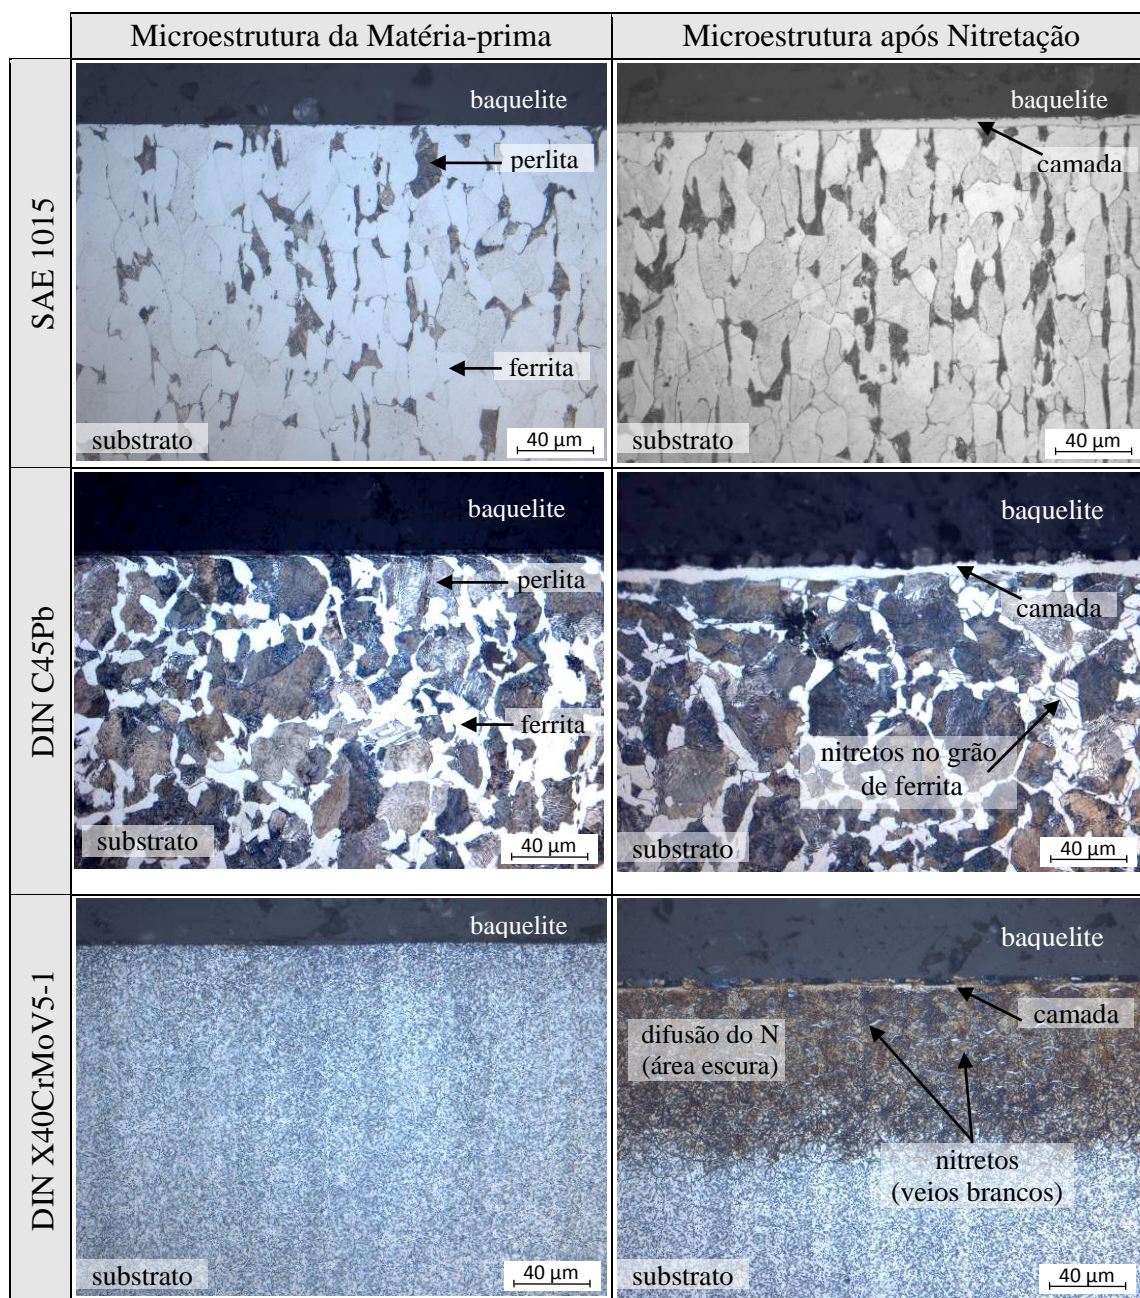 Microestrutura da Matéria-prima
Microestrutura após Nitretação
SAE 1015
baquelite
perlita
ferrita
substrato
40 µm
baquelite
camada
substrato
40 µm
DIN C45Pb
baquelite
perlita
ferrita
substrato
40 µm
baquelite
camada
nitretos no grão
de ferrita
substrato
40 µm
DIN X40CrMoV5-1
baquelite
substrato
40 µm
baquelite
camada
difusão do N
(área escura)
nitretos
(veios brancos)
substrato
40 µm